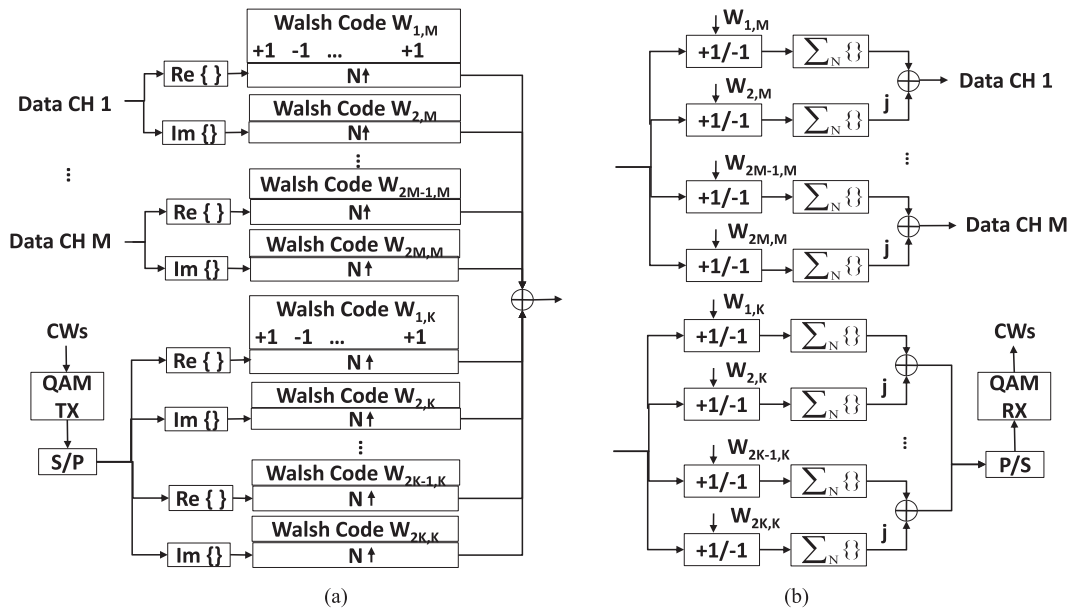 Walsh Code W1,M
+1 -1 ... +1
Re { }
N↑
Data CH 1
Walsh Code W2,M
Im {}
N↑
...
...
Walsh Code W2M-1,M
Re { }
N↑
Data CH M
Walsh Code W2M,M
Im {}
N↑
Walsh Code W1,K
+1 -1 ... +1
CWs
Re { }
N↑
QAM
TX
Walsh Code W2,K
Im {}
N↑
S/P
...
Walsh Code W2K-1,K
Re { }
N↑
Walsh Code W2K,K
Im {}
N↑
(a)
W1,M
+1/-1
∑N {}
Data CH 1
W2,M
j
+1/-1
∑N {}
...
W2M-1,M
+1/-1
∑N {}
Data CH M
W2M,M
j
+1/-1
∑N {}
W1,K
+1/-1
∑N {}
CWs
W2,K
j
+1/-1
∑N {}
QAM
RX
...
W2K-1,K
+1/-1
∑N {}
P/S
W2K,K
j
+1/-1
∑N {}
(b)